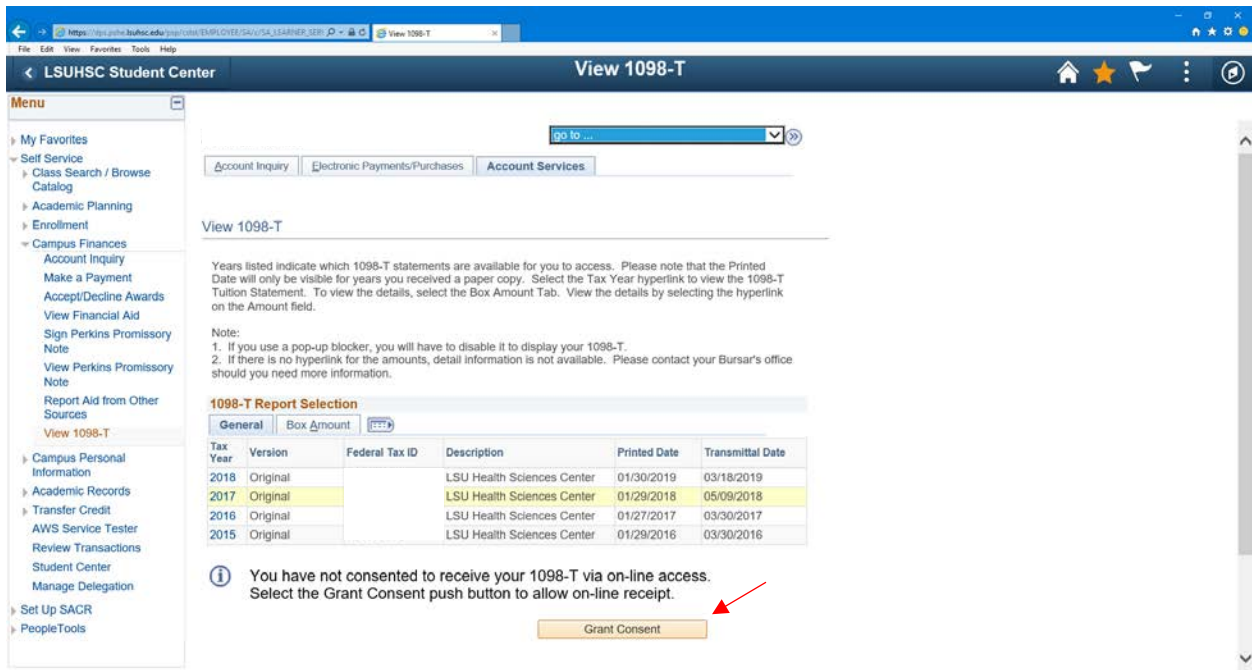 View 1098-T
File Edit View Favorites Tools Help
LSUHSC Student Center
View 1098-T
Menu
My Favorites
Self Service
Class Search / Browse
Catalog
Academic Planning
Enrollment
Campus Finances
Account Inquiry
Make a Payment
Accept/Decline Awards
View Financial Aid
Sign Perkins Promissory
Note
View Perkins Promissory
Note
Report Aid from Other
Sources
View 1098-T
Campus Personal
Information
Academic Records
Transfer Credit
AWS Service Tester
Review Transactions
Student Center
Manage Delegation
Set Up SACR
PeopleTools
go to ...
Account Inquiry Electronic Payments/Purchases Account Services
View 1098-T
Years listed indicate which 1098-T statements are available for you to access. Please note that the Printed
Date will only be visible for years you received a paper copy. Select the Tax Year hyperlink to view the 1098-T
Tuition Statement. To view the details, select the Box Amount Tab. View the details by selecting the hyperlink
on the Amount field.
Note:
1. If you use a pop-up blocker, you will have to disable it to display your 1098-T.
2. If there is no hyperlink for the amounts, detail information is not available. Please contact your Bursar's office
should you need more information.
1098-T Report Selection
General Box Amount
Tax Year Version Federal Tax ID Description Printed Date Transmittal Date
2018 Original LSU Health Sciences Center 01/30/2019 03/18/2019
2017 Original LSU Health Sciences Center 01/29/2018 05/09/2018
2016 Original LSU Health Sciences Center 01/27/2017 03/30/2017
2015 Original LSU Health Sciences Center 01/29/2016 03/30/2016
You have not consented to receive your 1098-T via on-line access.
Select the Grant Consent push button to allow on-line receipt.
Grant Consent